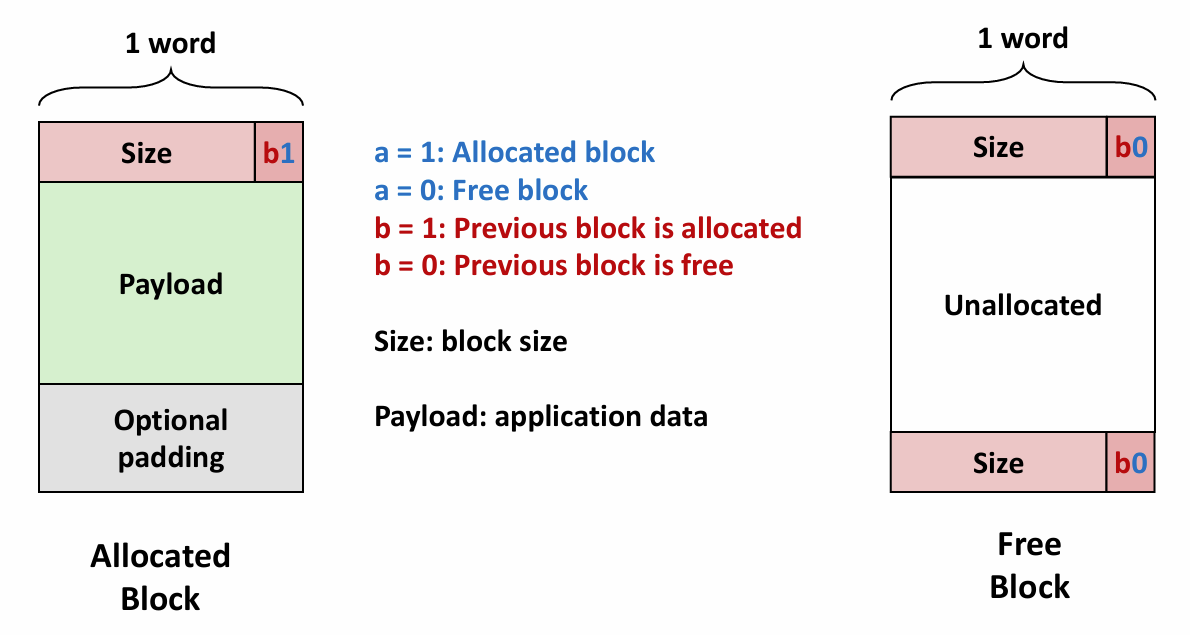 1 word
Size
b1
Payload
Optional
padding
Allocated
Block
a = 1: Allocated block
a = 0: Free block
b = 1: Previous block is allocated
b = 0: Previous block is free
Size: block size
Payload: application data
1 word
Size
b0
Unallocated
Size
b0
Free
Block